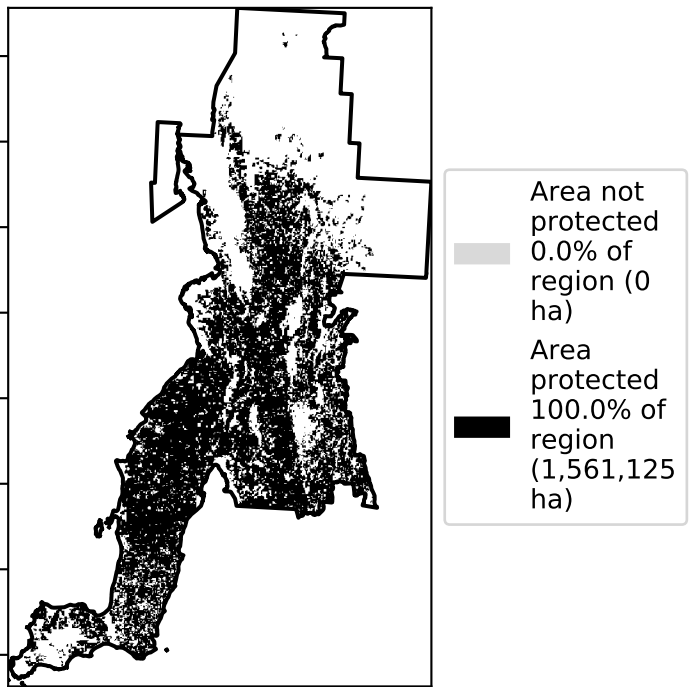 Area not
protected
0.0% of
region (0
ha)
Area
protected
100.0% of
region
(1,561,125
ha)